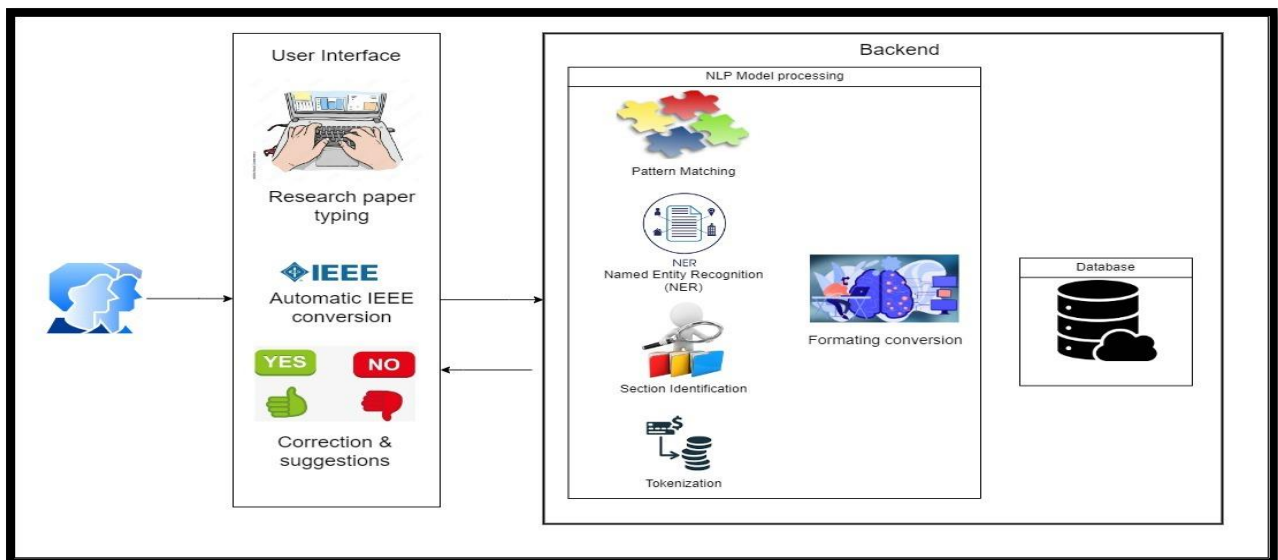 User Interface
Research paper
typing
IEEE
Automatic IEEE
conversion
YES
NO
Correction &
suggestions
Backend
NLP Model processing
Pattern Matching
NER
Named Entity Recognition
(NER)
Section Identification
$
Tokenization
Formating conversion
Database